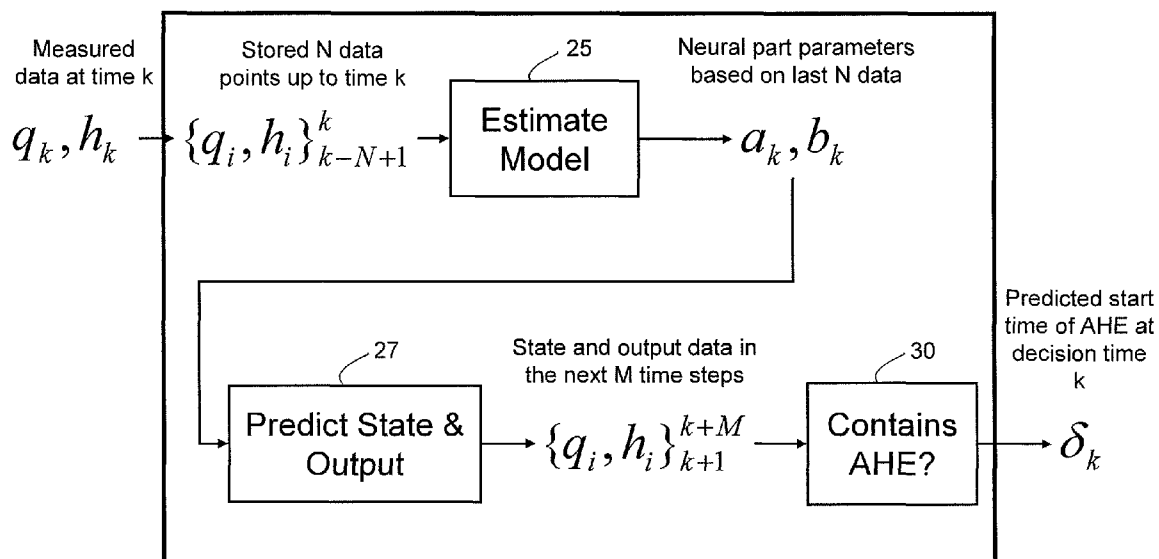 Measured
data at time k
Stored N data
points up to time k
25
Neural part parameters
based on last N data
q_k, h_k
{q_i, h_i}_{k-N+1}^{k}
Estimate
Model
a_k, b_k
Predicted start
time of AHE at
decision time
k
27
State and output data in
the next M time steps
30
Predict State &
Output
{q_i, h_i}_{k+1}^{k+M}
Contains
AHE?
δ_k